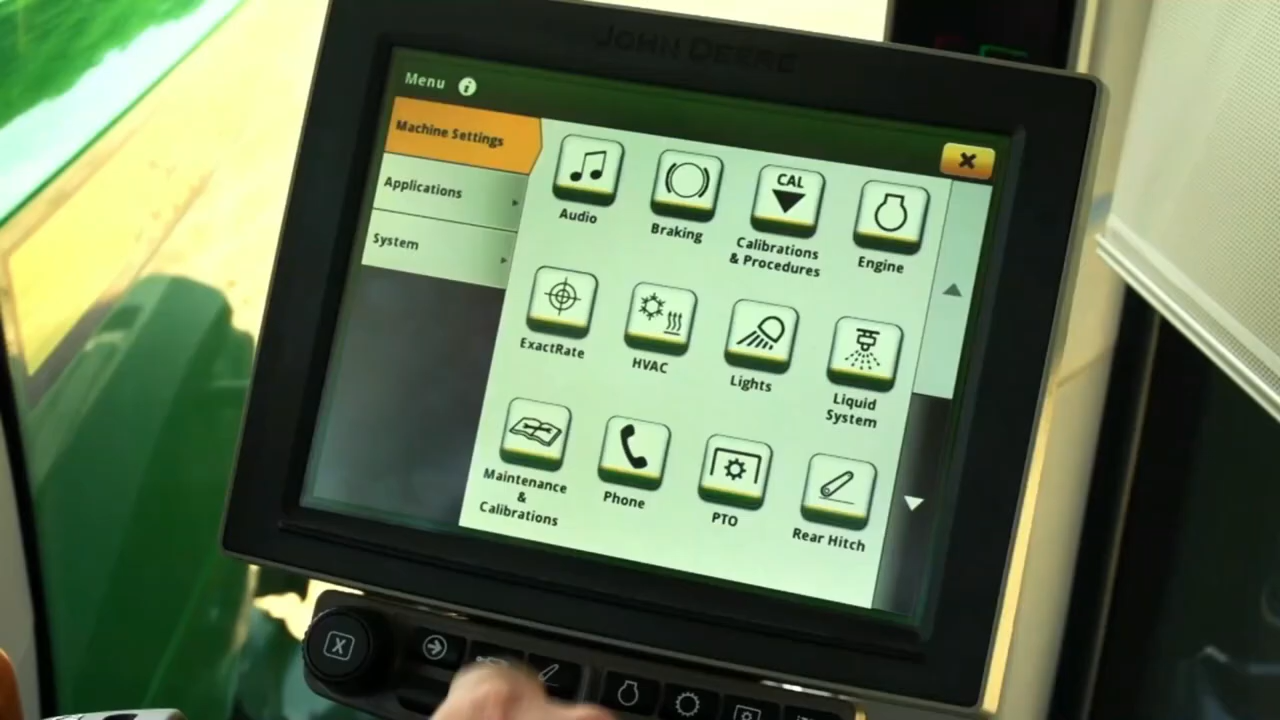 JOHN DEERE
Menu i
Machine Settings
Applications
System
Audio
Braking
CAL
Calibrations
& Procedures
Engine
ExactRate
HVAC
Lights
Liquid
System
Maintenance
&
Calibrations
Phone
PTO
Rear Hitch
X